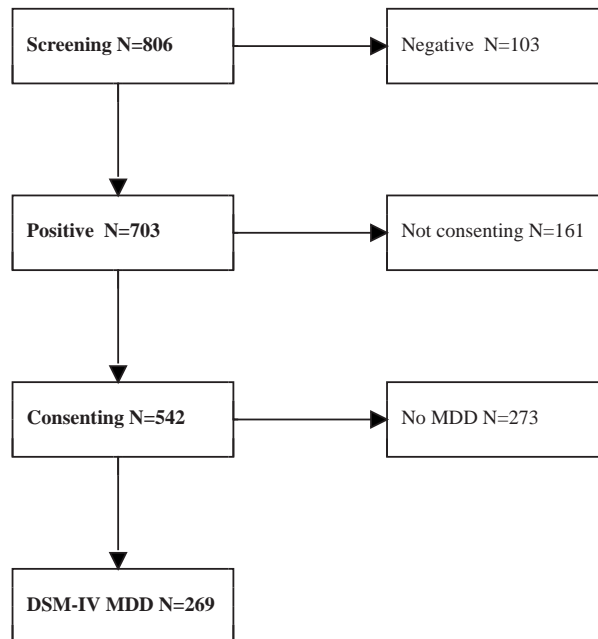 Screening N=806
Negative N=103
Positive N=703
Not consenting N=161
Consenting N=542
No MDD N=273
DSM-IV MDD N=269